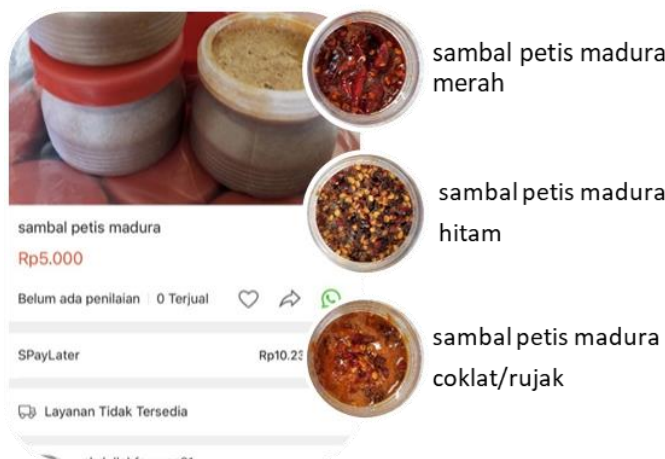 sambal petis madura
Rp5.000
Belum ada penilaian 0 Terjual
SPayLater
Layanan Tidak Tersedia
sambal petis madura
merah
sambal petis madura
hitam
sambal petis madura
coklat/rujak